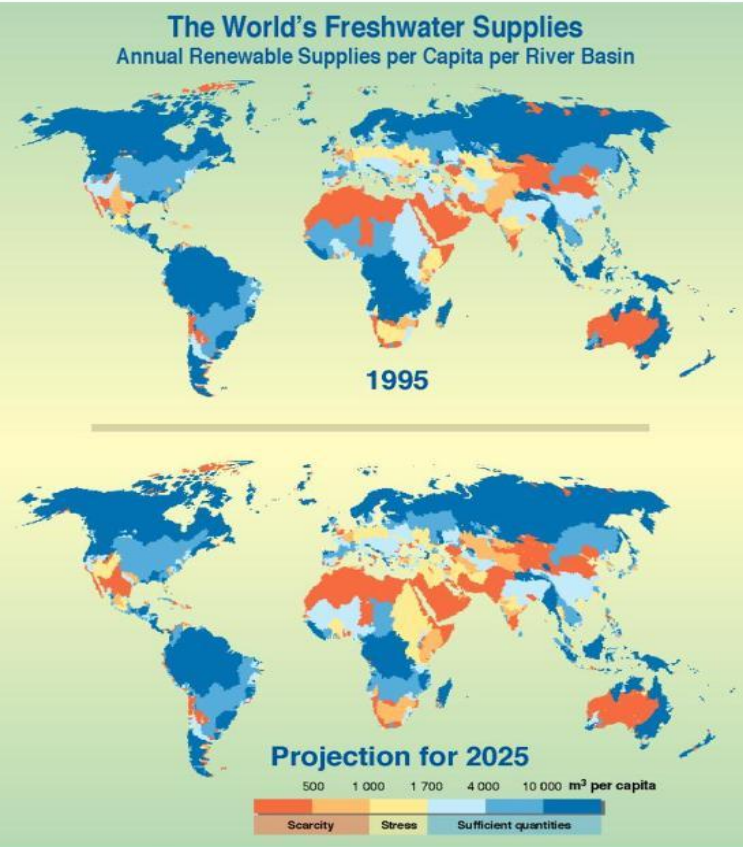 The World's Freshwater Supplies
Annual Renewable Supplies per Capita per River Basin
1995
Projection for 2025
500 1 000 1 700 4 000 10 000 m³ per capita
Scarcity Stress Sufficient quantities